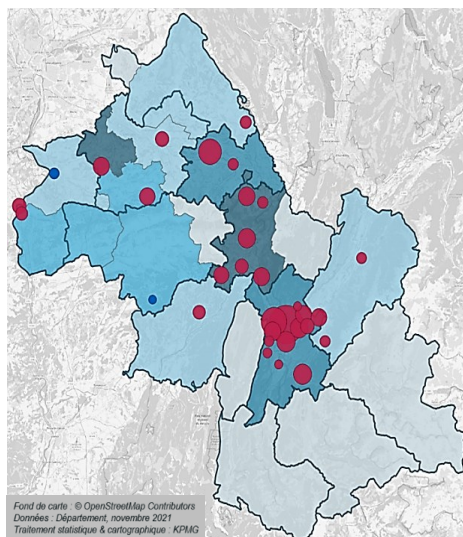 Fond de carte : © OpenStreetMap Contributors
Données : Département, novembre 2021
Traitement statistique & cartographique : KPMG